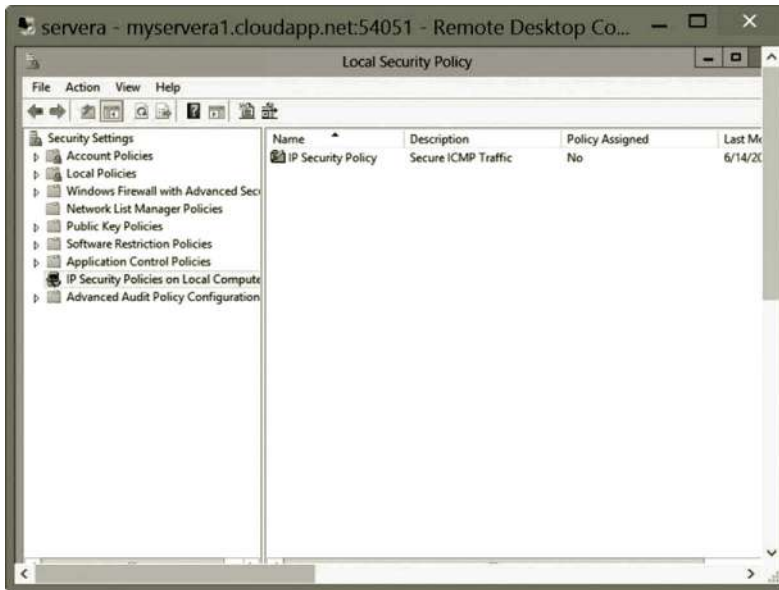 servera - myservera1.cloudapp.net:54051 - Remote Desktop Co...
Local Security Policy
File Action View Help
Security Settings
Account Policies
Local Policies
Windows Firewall with Advanced Secu
Network List Manager Policies
Public Key Policies
Software Restriction Policies
Application Control Policies
IP Security Policies on Local Compute
Advanced Audit Policy Configuration
Name Description Policy Assigned Last Mo
IP Security Policy Secure ICMP Traffic No 6/14/20